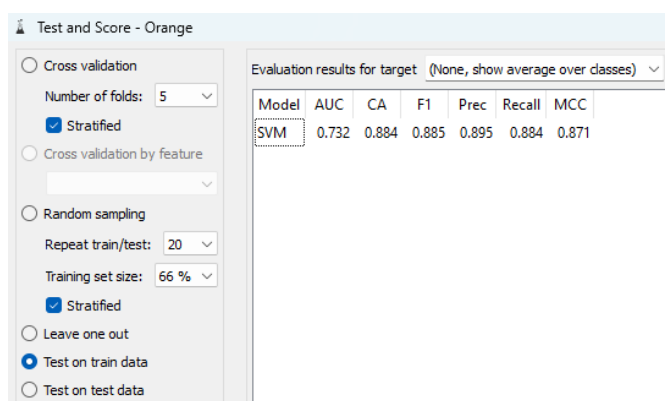 Test and Score - Orange
Cross validation
Number of folds: 5
Stratified
Cross validation by feature
Random sampling
Repeat train/test: 20
Training set size: 66 %
Stratified
Leave one out
Test on train data
Test on test data
Evaluation results for target (None, show average over classes)
Model AUC CA F1 Prec Recall MCC
SVM 0.732 0.884 0.885 0.895 0.884 0.871